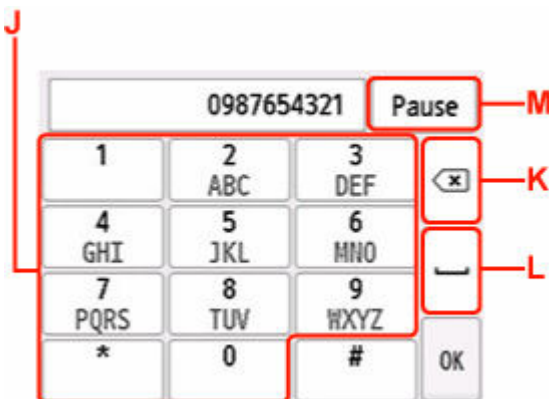 J
0987654321 Pause M
1 2 3
ABC DEF K
4 5 6
GHI JKL MNO L
7 8 9
PQRS TUV WXYZ
* 0 # OK